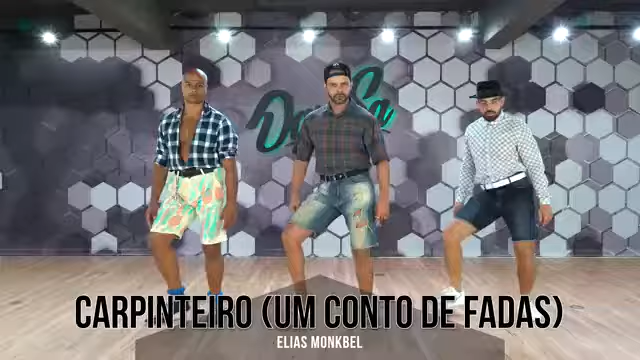 CARPINTEIRO (UM CONTO DE FADAS)
ELIAS MONKBEL